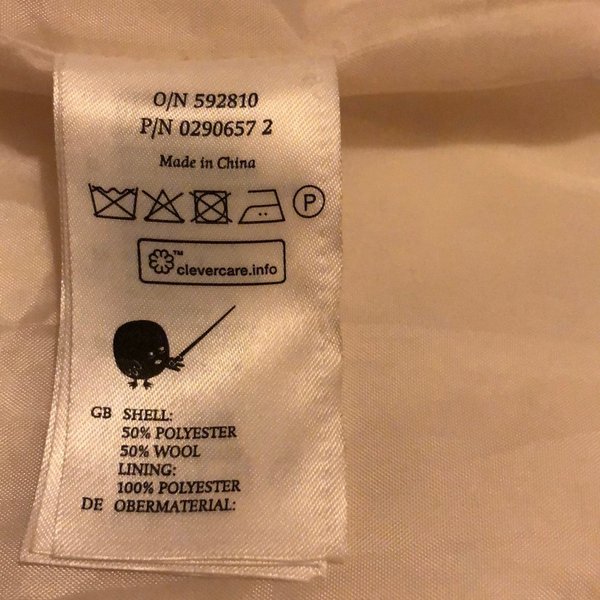 O/N 592810
P/N 0290657 2
Made in China
P
™
clevercare.info
GB SHELL:
50% POLYESTER
50% WOOL
LINING:
100% POLYESTER
DE OBERMATERIAL: